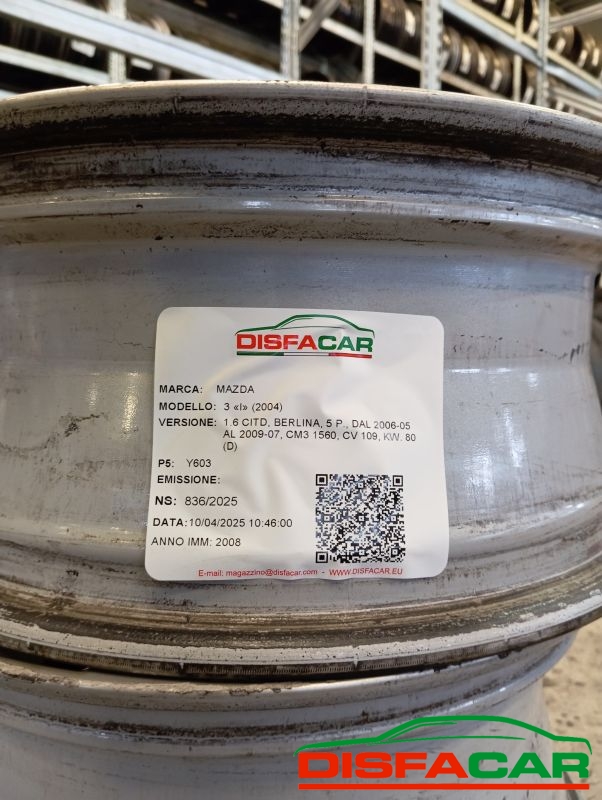 DISFACAR
MARCA: MAZDA
MODELLO: 3 «I» (2004)
VERSIONE: 1.6 CITD, BERLINA, 5 P., DAL 2006-05
AL 2009-07, CM3 1560, CV 109, KW. 80
(D)
P5: Y603
EMISSIONE:
NS: 836/2025
DATA: 10/04/2025 10:46:00
ANNO IMM: 2008
E-mail: magazzino@disfacar.com - WWW.DISFACAR.EU
DISFACAR